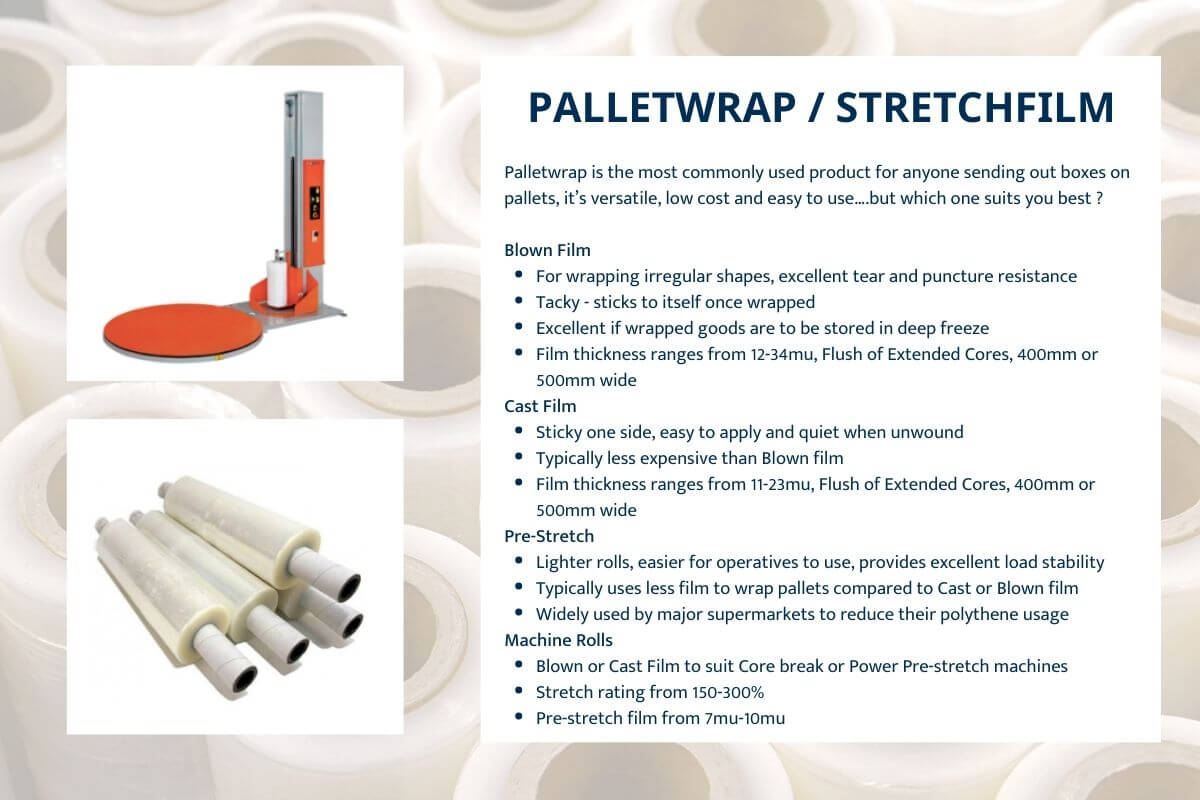 PALLETWRAP / STRETCHFILM
Palletwrap is the most commonly used product for anyone sending out boxes on
pallets, it's versatile, low cost and easy to use....but which one suits you best ?
Blown Film
• For wrapping irregular shapes, excellent tear and puncture resistance
• Tacky - sticks to itself once wrapped
• Excellent if wrapped goods are to be stored in deep freeze
• Film thickness ranges from 12-34mu, Flush of Extended Cores, 400mm or
500mm wide
Cast Film
• Sticky one side, easy to apply and quiet when unwound
• Typically less expensive than Blown film
• Film thickness ranges from 11-23mu, Flush of Extended Cores, 400mm or
500mm wide
Pre-Stretch
• Lighter rolls, easier for operatives to use, provides excellent load stability
• Typically uses less film to wrap pallets compared to Cast or Blown film
• Widely used by major supermarkets to reduce their polythene usage
Machine Rolls
• Blown or Cast Film to suit Core break or Power Pre-stretch machines
• Stretch rating from 150-300%
• Pre-stretch film from 7mu-10mu